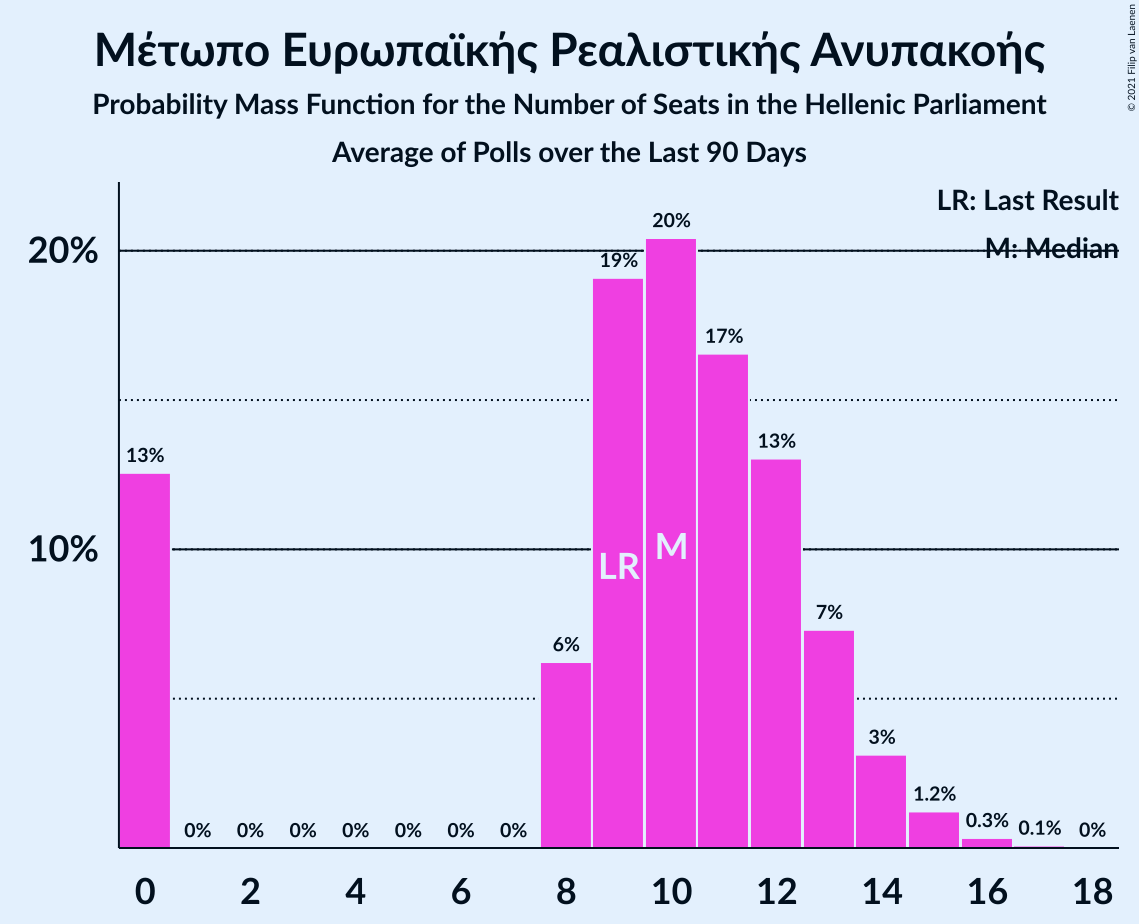 Μέτωπο Ευρωπαϊκής Ρεαλιστικής Ανυπακοής
Probability Mass Function for the Number of Seats in the Hellenic Parliament
Average of Polls over the Last 90 Days
© 2021 Filip van Laenen
LR: Last Result
M: Median
20%
10%
13%
0%
0%
0%
0%
0%
0%
0%
6%
19%
20%
17%
13%
7%
3%
1.2%
0.3%
0.1%
0%
LR
M
0 2 4 6 8 10 12 14 16 18